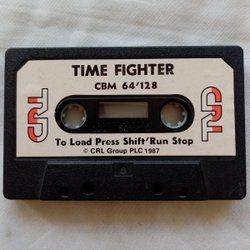 TIME FIGHTER
CBM 64/128
CRL
CRL
To Load Press Shift/Run Stop
© CRL Group PLC 1987